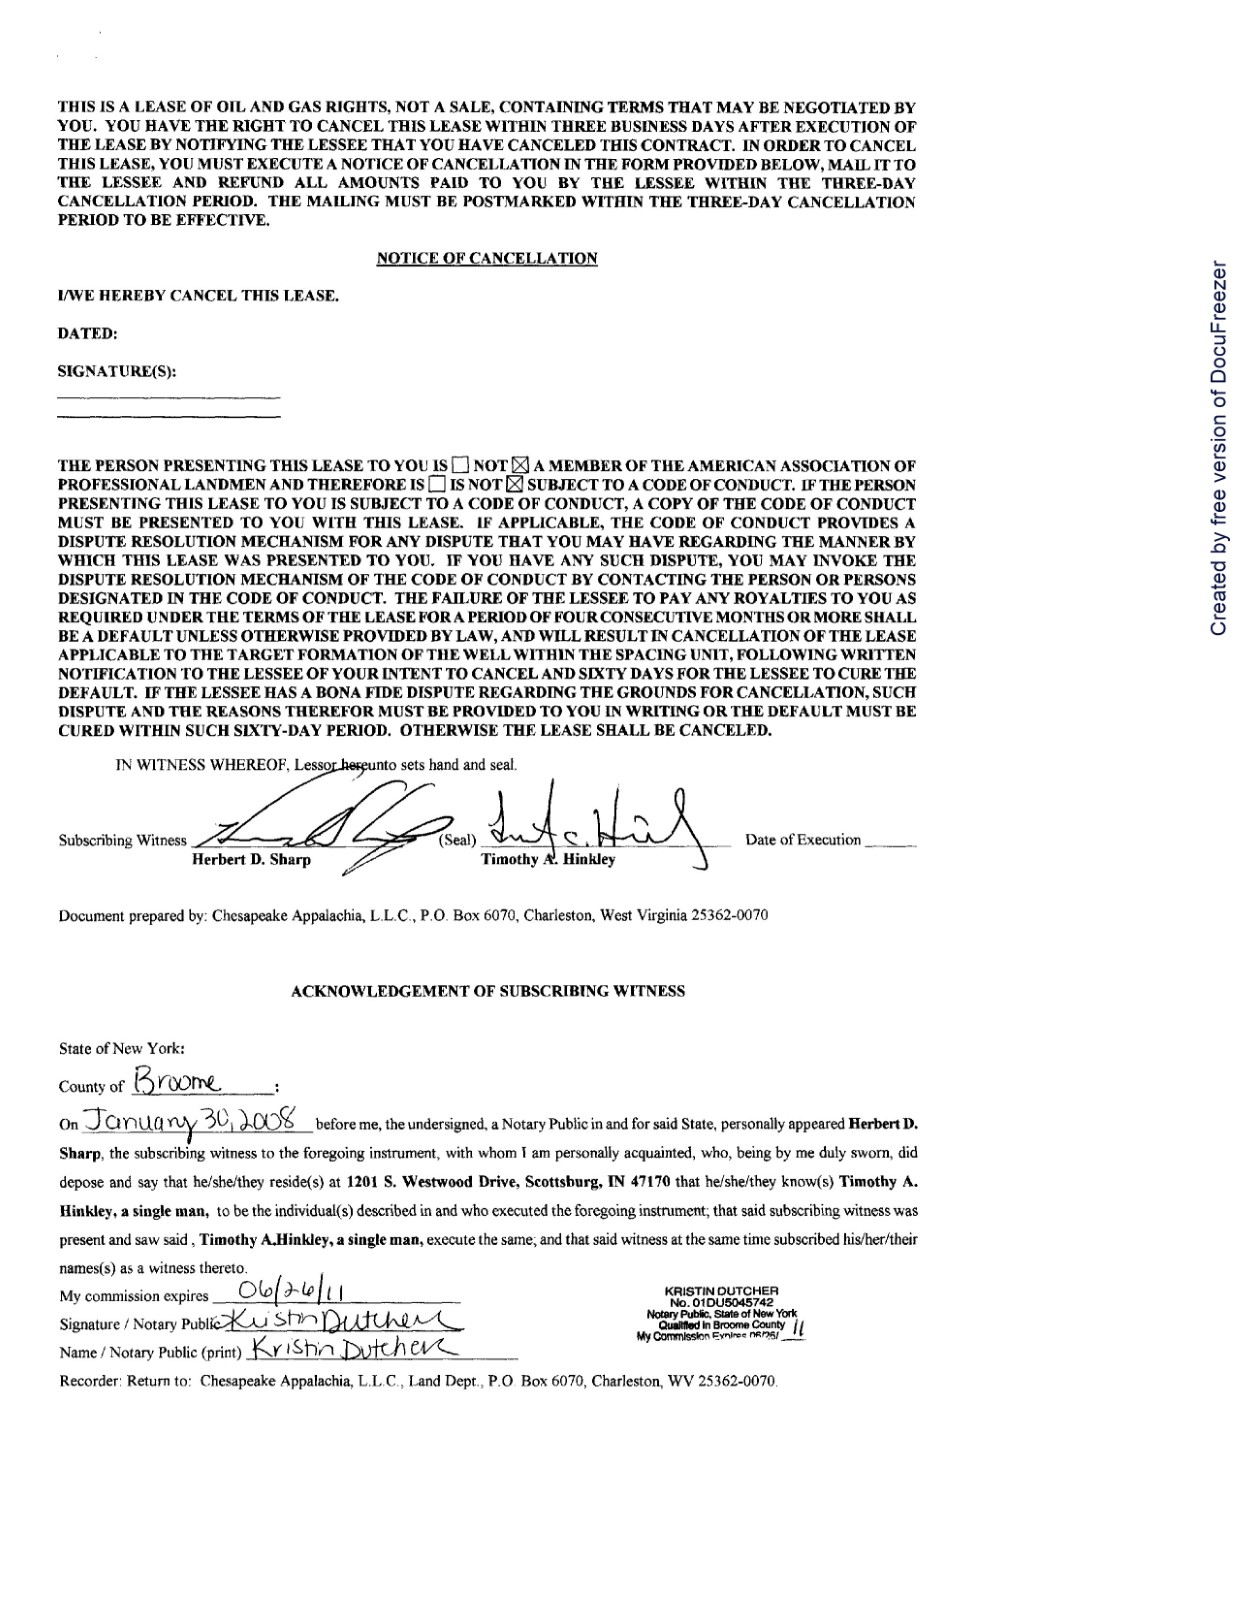 THIS IS A LEASE OF OIL AND GAS RIGHTS, NOT A SALE, CONTAINING TERMS THAT MAY BE NEGOTIATED BY
YOU. YOU HAVE THE RIGHT TO CANCEL THIS LEASE WITHIN THREE BUSINESS DAYS AFTER EXECUTION OF
THE LEASE BY NOTIFYING THE LESSEE THAT YOU HAVE CANCELED THIS CONTRACT. IN ORDER TO CANCEL
THIS LEASE, YOU MUST EXECUTE A NOTICE OF CANCELLATION IN THE FORM PROVIDED BELOW, MAIL IT TO
THE LESSEE AND REFUND ALL AMOUNTS PAID TO YOU BY THE LESSEE WITHIN THE THREE-DAY
CANCELLATION PERIOD. THE MAILING MUST BE POSTMARKED WITHIN THE THREE-DAY CANCELLATION
PERIOD TO BE EFFECTIVE.
NOTICE OF CANCELLATION
I/WE HEREBY CANCEL THIS LEASE.
DATED:
SIGNATURE(S):
THE PERSON PRESENTING THIS LEASE TO YOU IS ☐ NOT ☒ A MEMBER OF THE AMERICAN ASSOCIATION OF
PROFESSIONAL LANDMEN AND THEREFORE IS ☐ IS NOT ☒ SUBJECT TO A CODE OF CONDUCT. IF THE PERSON
PRESENTING THIS LEASE TO YOU IS SUBJECT TO A CODE OF CONDUCT, A COPY OF THE CODE OF CONDUCT
MUST BE PRESENTED TO YOU WITH THIS LEASE. IF APPLICABLE, THE CODE OF CONDUCT PROVIDES A
DISPUTE RESOLUTION MECHANISM FOR ANY DISPUTE THAT YOU MAY HAVE REGARDING THE MANNER BY
WHICH THIS LEASE WAS PRESENTED TO YOU. IF YOU HAVE ANY SUCH DISPUTE, YOU MAY INVOKE THE
DISPUTE RESOLUTION MECHANISM OF THE CODE OF CONDUCT BY CONTACTING THE PERSON OR PERSONS
DESIGNATED IN THE CODE OF CONDUCT. THE FAILURE OF THE LESSEE TO PAY ANY ROYALTIES TO YOU AS
REQUIRED UNDER THE TERMS OF THE LEASE FOR A PERIOD OF FOUR CONSECUTIVE MONTHS OR MORE SHALL
BE A DEFAULT UNLESS OTHERWISE PROVIDED BY LAW, AND WILL RESULT IN CANCELLATION OF THE LEASE
APPLICABLE TO THE TARGET FORMATION OF THE WELL WITHIN THE SPACING UNIT, FOLLOWING WRITTEN
NOTIFICATION TO THE LESSEE OF YOUR INTENT TO CANCEL AND SIXTY DAYS FOR THE LESSEE TO CURE THE
DEFAULT. IF THE LESSEE HAS A BONA FIDE DISPUTE REGARDING THE GROUNDS FOR CANCELLATION, SUCH
DISPUTE AND THE REASONS THEREFOR MUST BE PROVIDED TO YOU IN WRITING OR THE DEFAULT MUST BE
CURED WITHIN SUCH SIXTY-DAY PERIOD. OTHERWISE THE LEASE SHALL BE CANCELED.
IN WITNESS WHEREOF, Lessor hereunto sets hand and seal.
Subscribing Witness (Seal) Date of Execution
Herbert D. Sharp Timothy A. Hinkley
Document prepared by: Chesapeake Appalachia, L.L.C., P.O. Box 6070, Charleston, West Virginia 25362-0070
ACKNOWLEDGEMENT OF SUBSCRIBING WITNESS
State of New York:
County of Broome :
On January 30, 2008 before me, the undersigned, a Notary Public in and for said State, personally appeared Herbert D.
Sharp, the subscribing witness to the foregoing instrument, with whom I am personally acquainted, who, being by me duly sworn, did
depose and say that he/she/they reside(s) at 1201 S. Westwood Drive, Scottsburg, IN 47170 that he/she/they know(s) Timothy A.
Hinkley, a single man, to be the individual(s) described in and who executed the foregoing instrument; that said subscribing witness was
present and saw said , Timothy A.Hinkley, a single man, execute the same; and that said witness at the same time subscribed his/her/their
names(s) as a witness thereto.
My commission expires 06/26/11
Signature / Notary Public Kristin Dutcher
Name / Notary Public (print) Kristin Dutcher
KRISTIN DUTCHER
No. 01DU5045742
Notary Public, State of New York
Qualified in Broome County
My Commission Expires 06/26/ 11
Recorder: Return to: Chesapeake Appalachia, L.L.C., Land Dept., P.O. Box 6070, Charleston, WV 25362-0070.
Created by free version of DocuFreezer